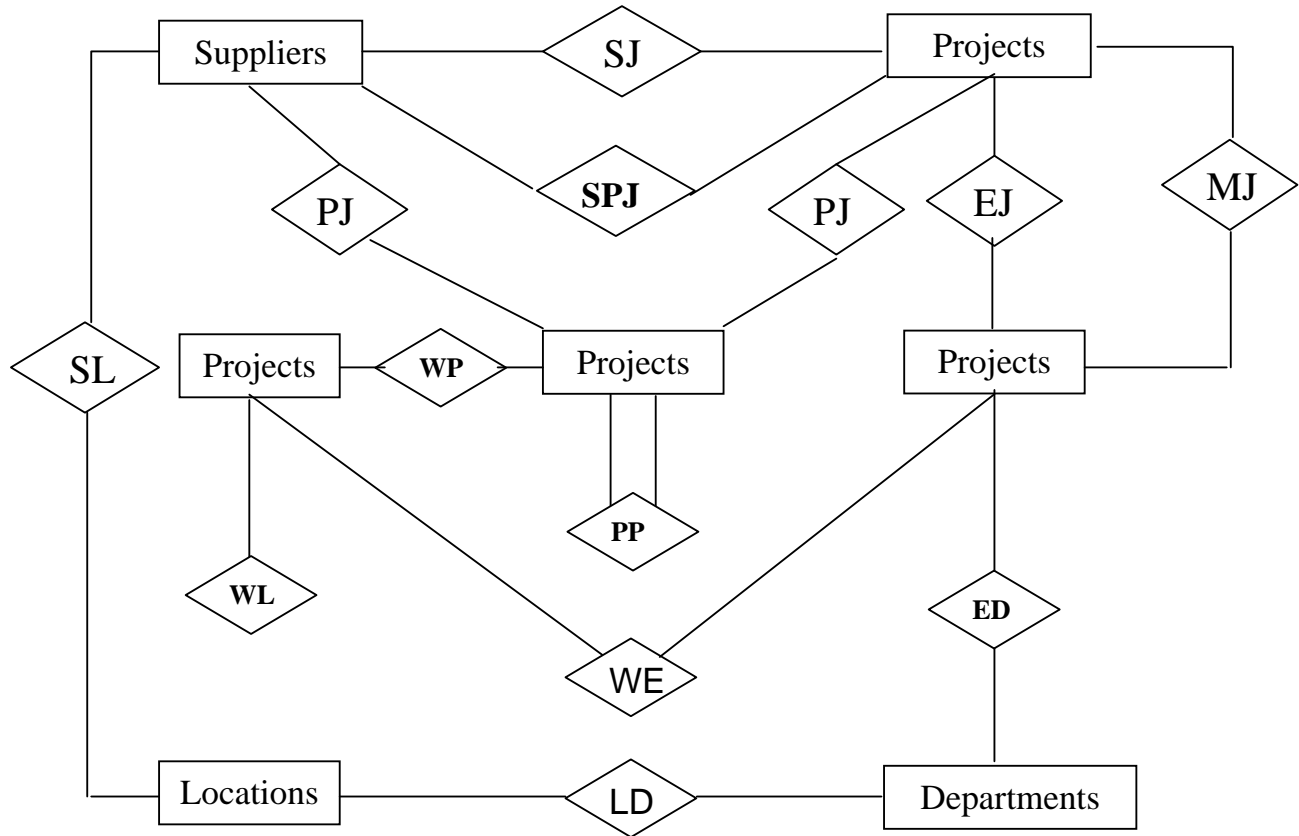 Suppliers
SJ
Projects
PJ
SPJ
PJ
EJ
MJ
SL
Projects
WP
Projects
Projects
PP
WL
ED
WE
Locations
LD
Departments